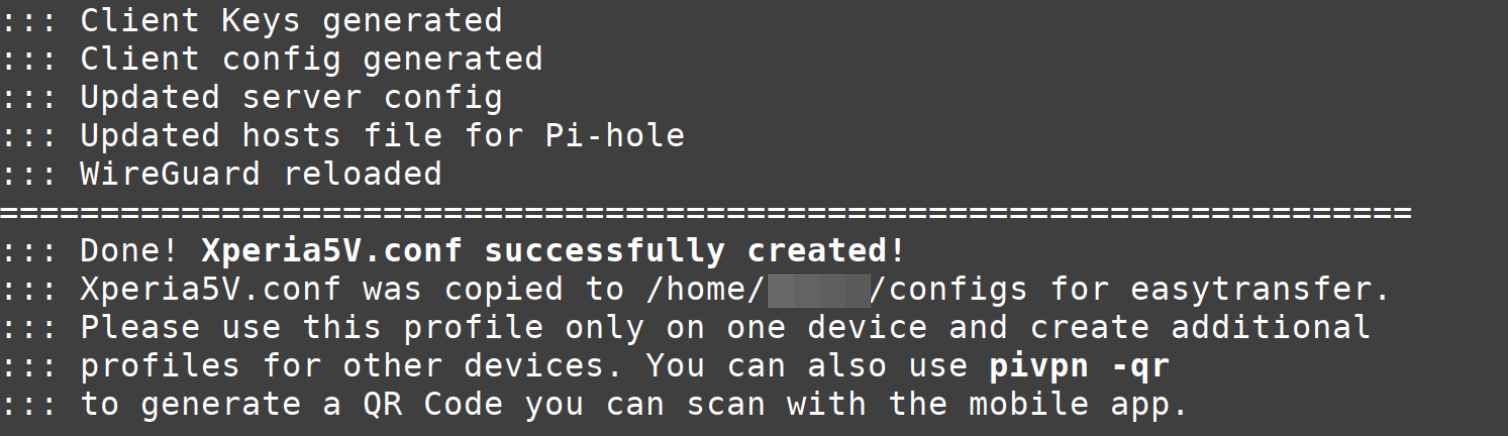 ::: Client Keys generated
::: Client config generated
::: Updated server config
::: Updated hosts file for Pi-hole
::: WireGuard reloaded
======================================================================
::: Done! Xperia5V.conf successfully created!
::: Xperia5V.conf was copied to /home/ /configs for easytransfer.
::: Please use this profile only on one device and create additional
::: profiles for other devices. You can also use pivpn -qr
::: to generate a QR Code you can scan with the mobile app.